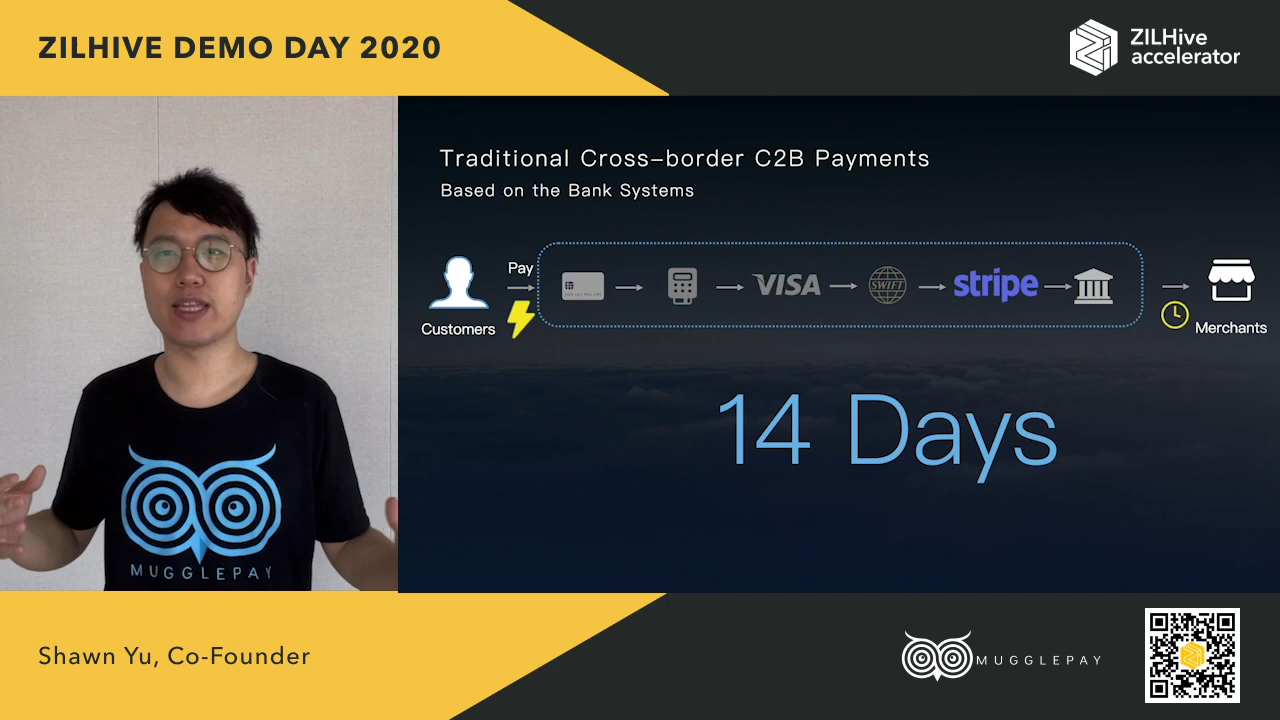 ZILHIVE DEMO DAY 2020
ZILHive
accelerator
Traditional Cross-border C2B Payments
Based on the Bank Systems
Pay
VISA
SWIFT
stripe
Customers
Merchants
14 Days
MUGGLEPAY
Shawn Yu, Co-Founder
MUGGLEPAY